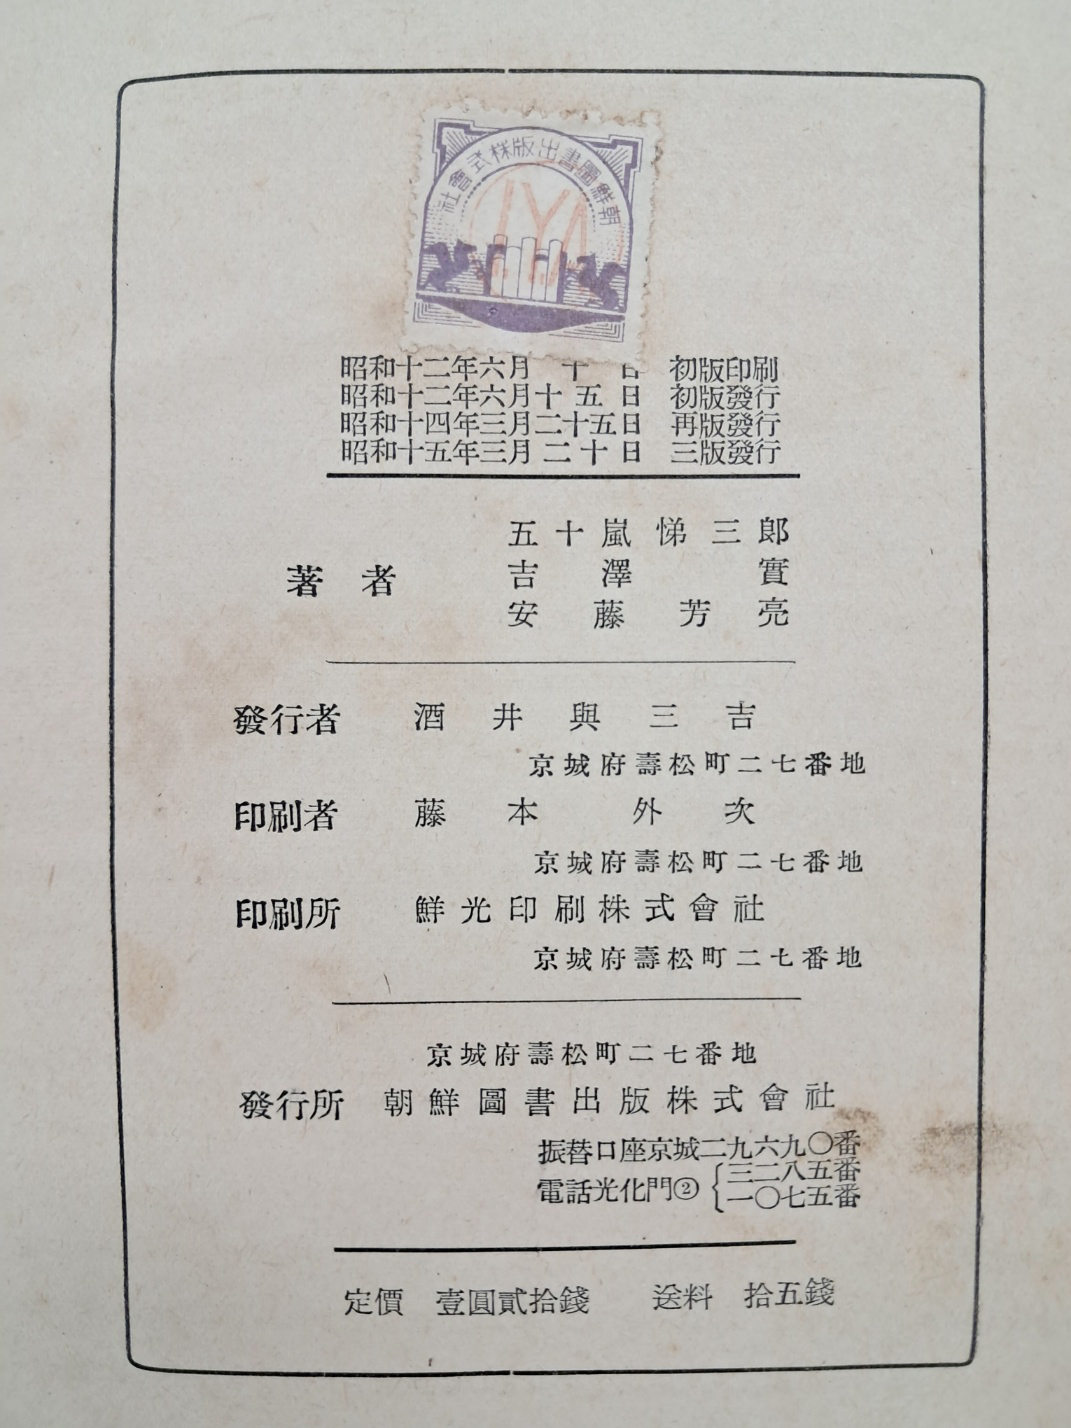 朝鮮圖書出版株式會社
昭和十二年六月十日 初版印刷
昭和十二年六月十五日 初版發行
昭和十四年三月二十五日 再版發行
昭和十五年三月二十日 三版發行
著者
五十嵐悌三郎
吉澤實
安藤芳亮
發行者 酒井與三吉
京城府壽松町二七番地
印刷者 藤本外次
京城府壽松町二七番地
印刷所 鮮光印刷株式會社
京城府壽松町二七番地
京城府壽松町二七番地
發行所 朝鮮圖書出版株式會社
振替口座京城二九六九〇番
電話光化門② 三二八五番
一〇七五番
定價 壹圓貳拾錢 送料 拾五錢